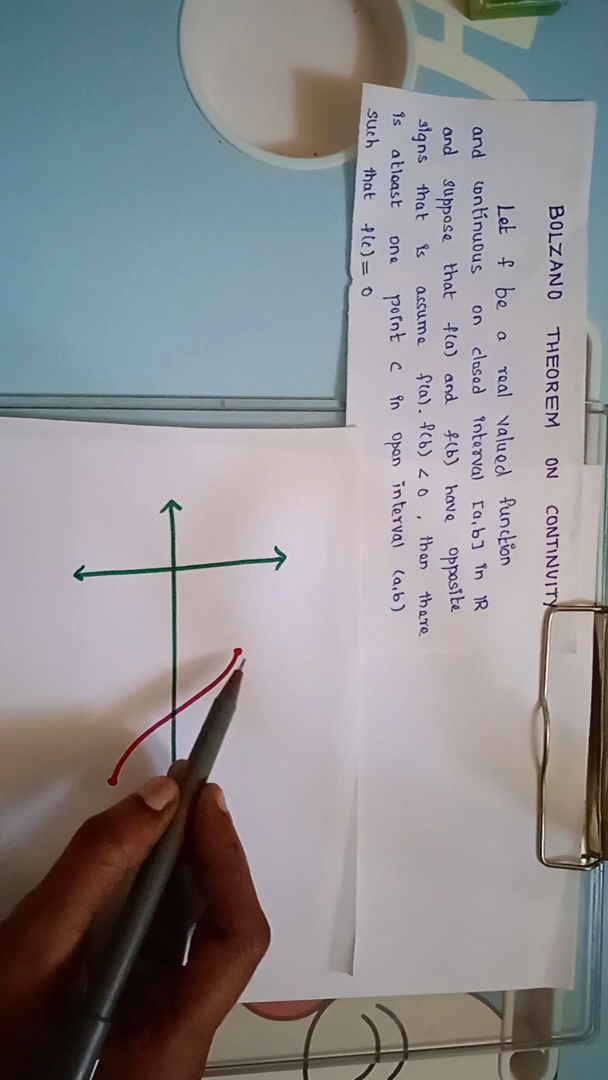 BOLZANO THEOREM ON CONTINUITY
Let f be a real valued function
and continuous on closed interval [a,b] in IR
and suppose that f(a) and f(b) have opposite
signs that is assume f(a). f(b) < 0 , then there
is atleast one point c in open interval (a,b)
such that f(c) = 0